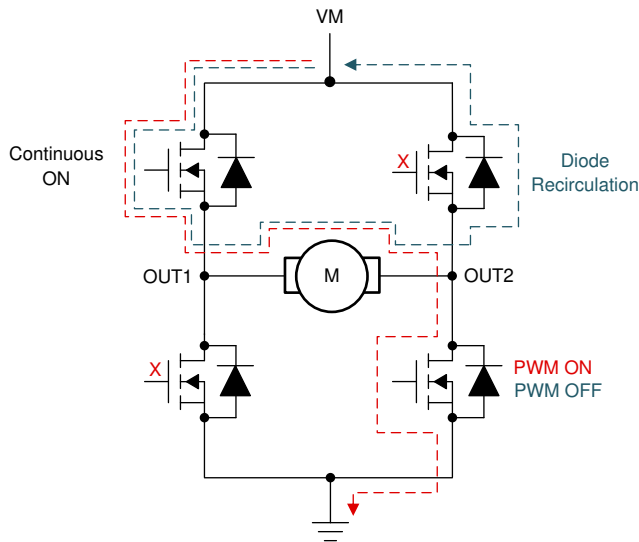 VM
Continuous
ON
X
Diode
Recirculation
OUT1
M
OUT2
X
PWM ON
PWM OFF